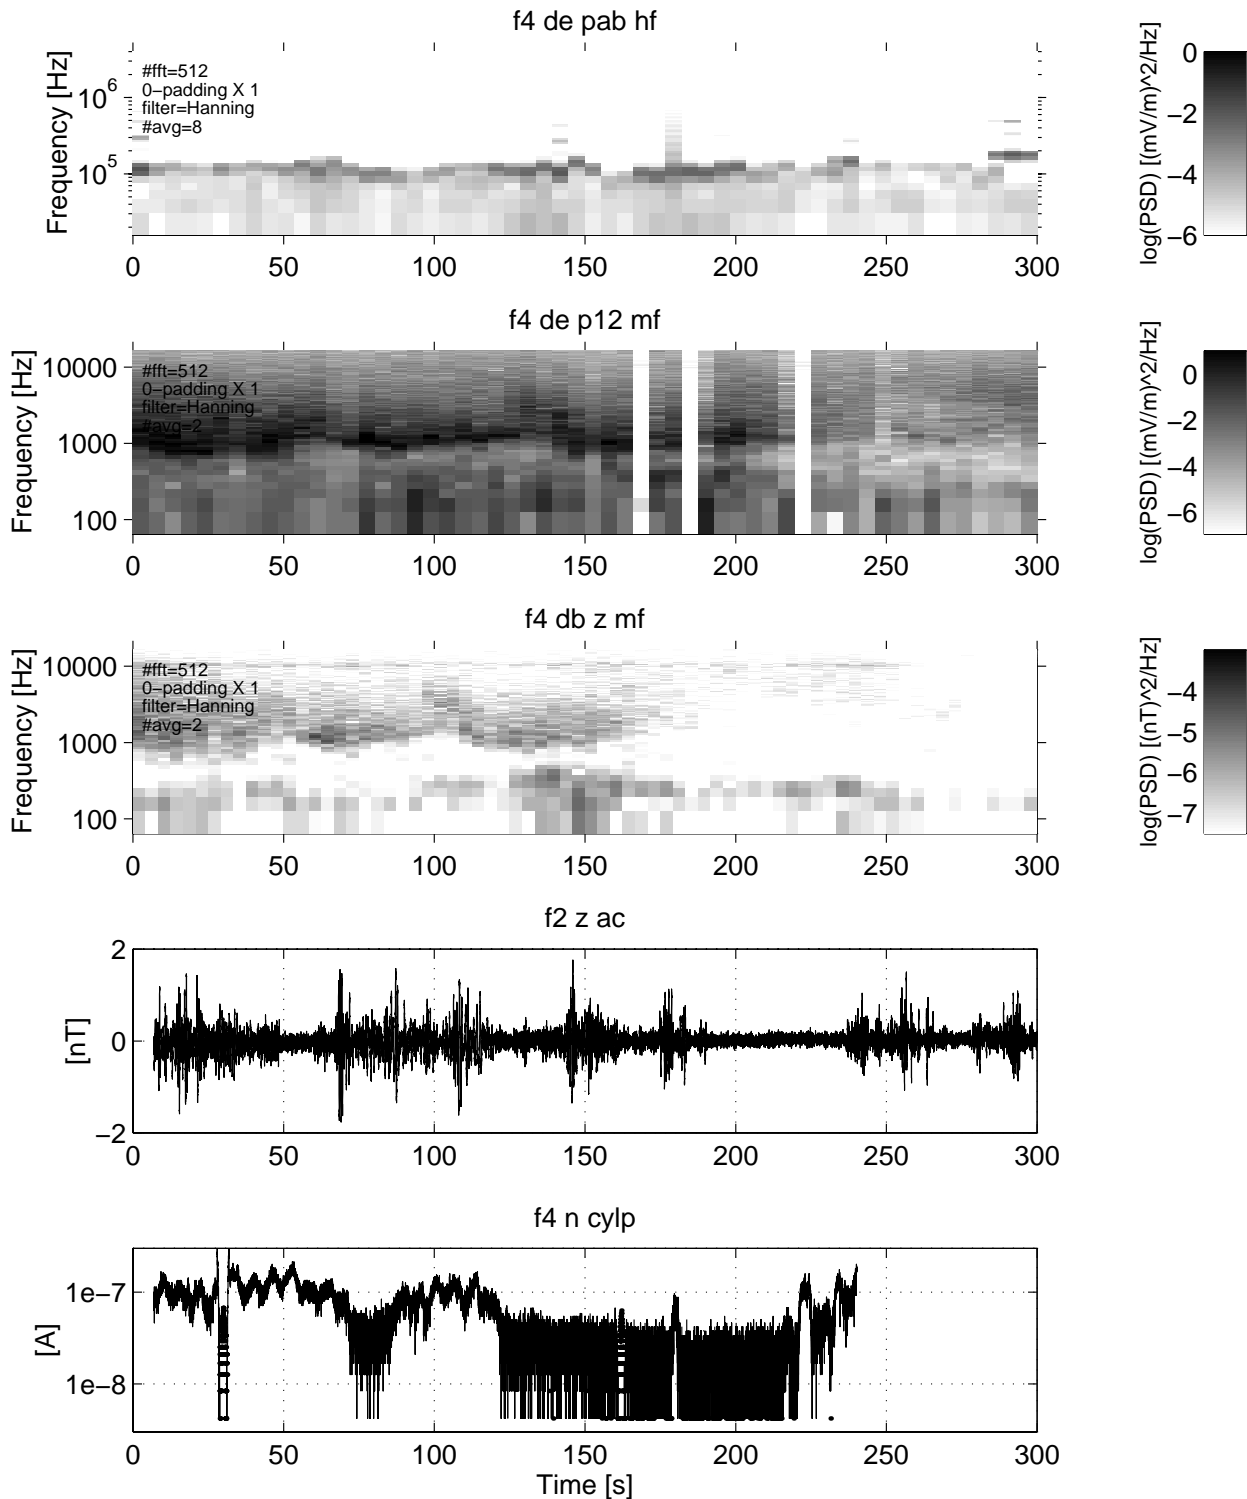 f4 de pab hf
Frequency [Hz]
10^6
10^5
#fft=512
0−padding X 1
filter=Hanning
#avg=8
0 50 100 150 200 250 300
log(PSD) [(mV/m)^2/Hz]
0
−2
−4
−6
f4 de p12 mf
Frequency [Hz]
10000
1000
100
#fft=512
0−padding X 1
filter=Hanning
#avg=2
0 50 100 150 200 250 300
log(PSD) [(mV/m)^2/Hz]
0
−2
−4
−6
f4 db z mf
Frequency [Hz]
10000
1000
100
#fft=512
0−padding X 1
filter=Hanning
#avg=2
0 50 100 150 200 250 300
log(PSD) [(nT)^2/Hz]
−4
−5
−6
−7
f2 z ac
[nT]
2
0
−2
0 50 100 150 200 250 300
f4 n cylp
[A]
1e−7
1e−8
0 50 100 150 200 250 300
Time [s]